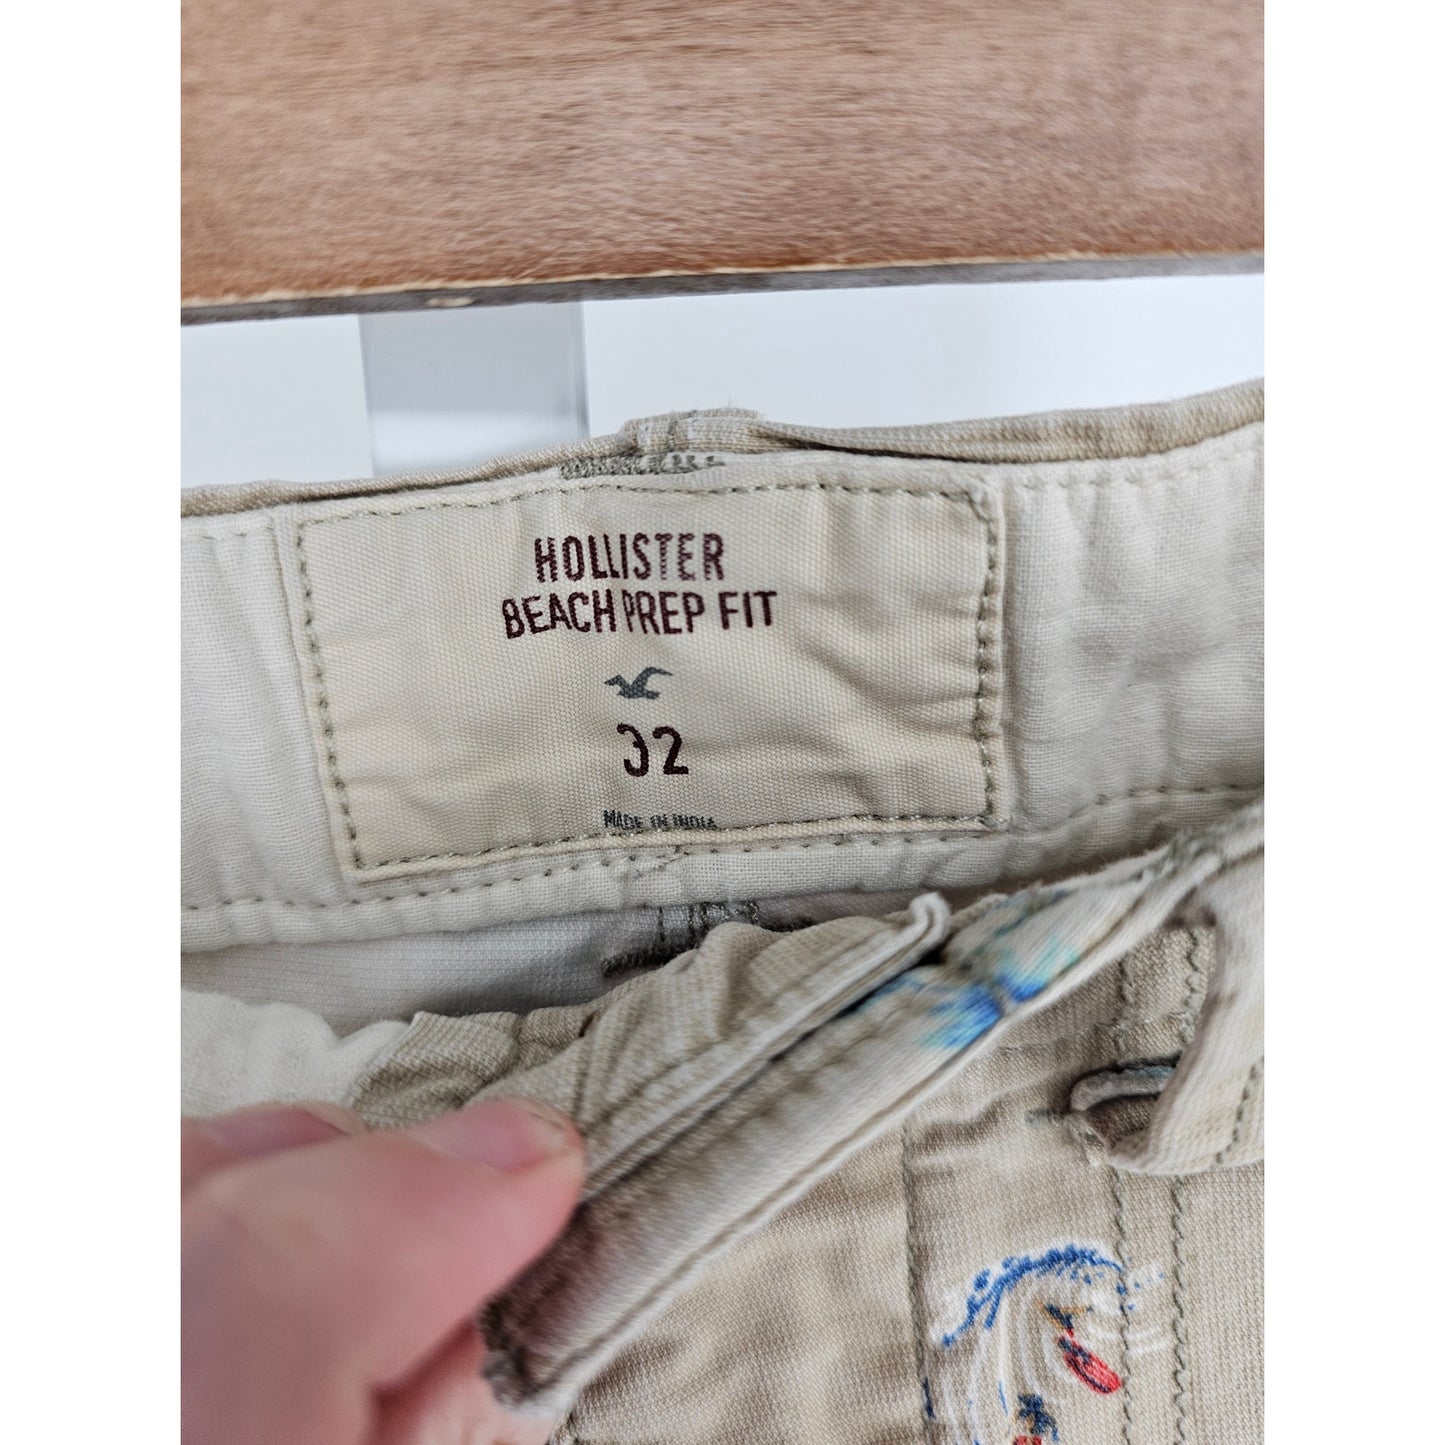 HOLLISTER
BEACH PREP FIT
32
MADE IN INDIA